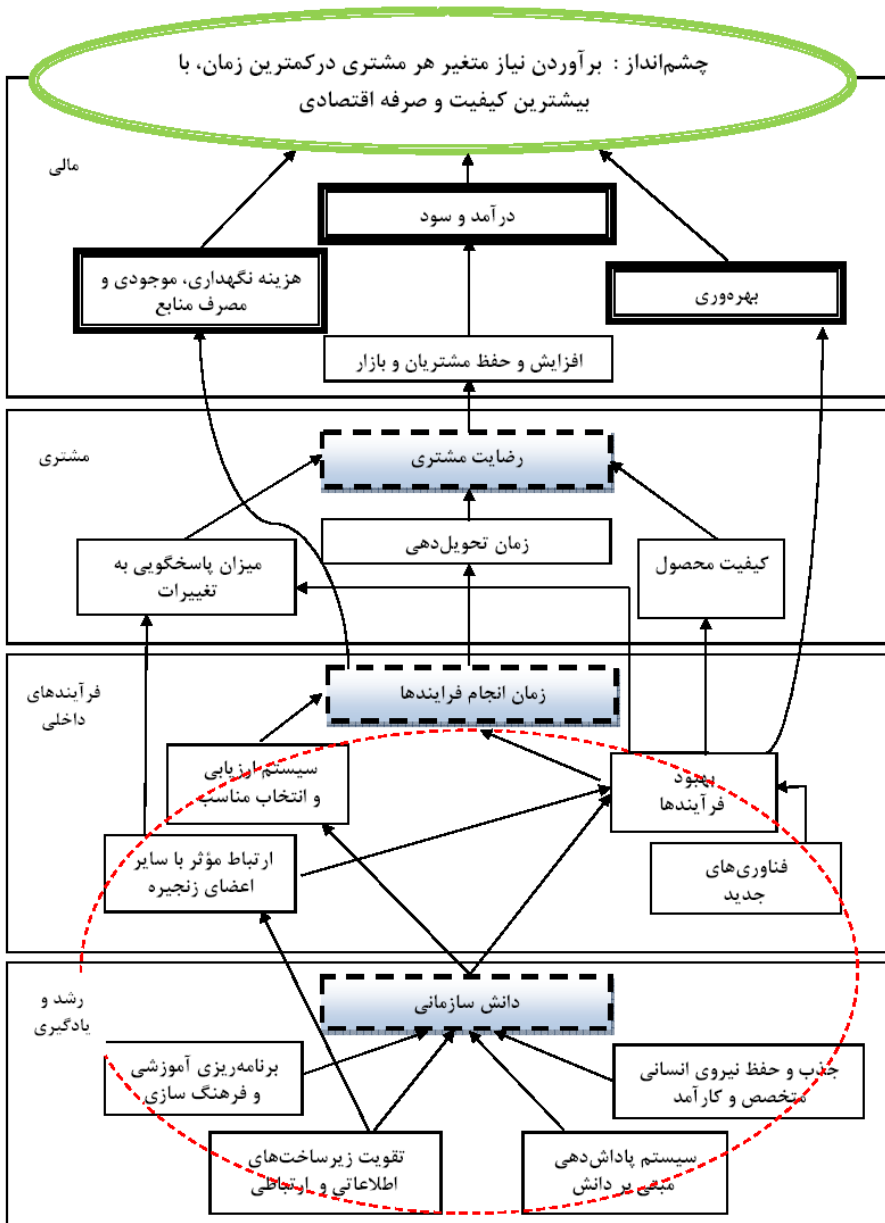 چشم‌انداز : برآوردن نیاز متغیر هر مشتری درکمترین زمان، با
بیشترین کیفیت و صرفه اقتصادی
مالی
درآمد و سود
هزینه نگهداری، موجودی و
مصرف منابع
بهره‌وری
افزایش و حفظ مشتریان و بازار
مشتری
رضایت مشتری
زمان تحویل‌دهی
کیفیت محصول
میزان پاسخگویی به
تغییرات
فرآیندهای
داخلی
زمان انجام فرایندها
بهبود
فرآیندها
سیستم ارزیابی
و انتخاب مناسب
ارتباط مؤثر با سایر
اعضای زنجیره
فناوری‌های
جدید
رشد و
یادگیری
دانش سازمانی
جذب و حفظ نیروی انسانی
متخصص و کارآمد
برنامه‌ریزی آموزشی
و فرهنگ سازی
سیستم پاداش‌دهی
مبتنی بر دانش
تقویت زیرساخت‌های
اطلاعاتی و ارتباطی